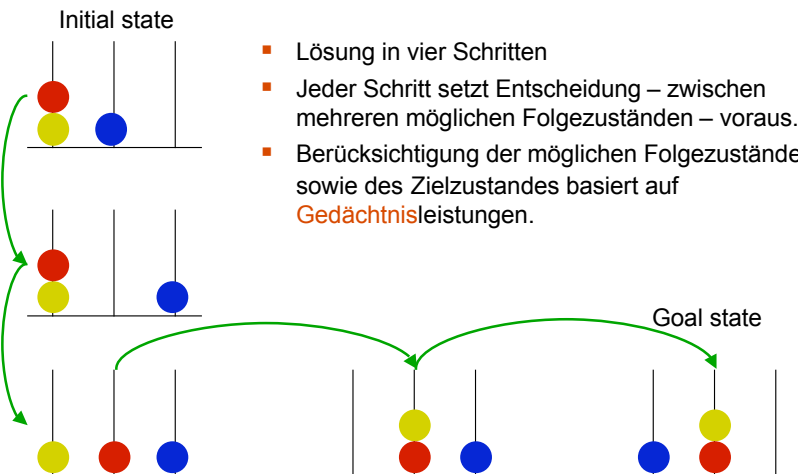 Initial state
Lösung in vier Schritten
Jeder Schritt setzt Entscheidung – zwischen
mehreren möglichen Folgezuständen – voraus.
Berücksichtigung der möglichen Folgezustände
sowie des Zielzustandes basiert auf
Gedächtnisleistungen.
Goal state